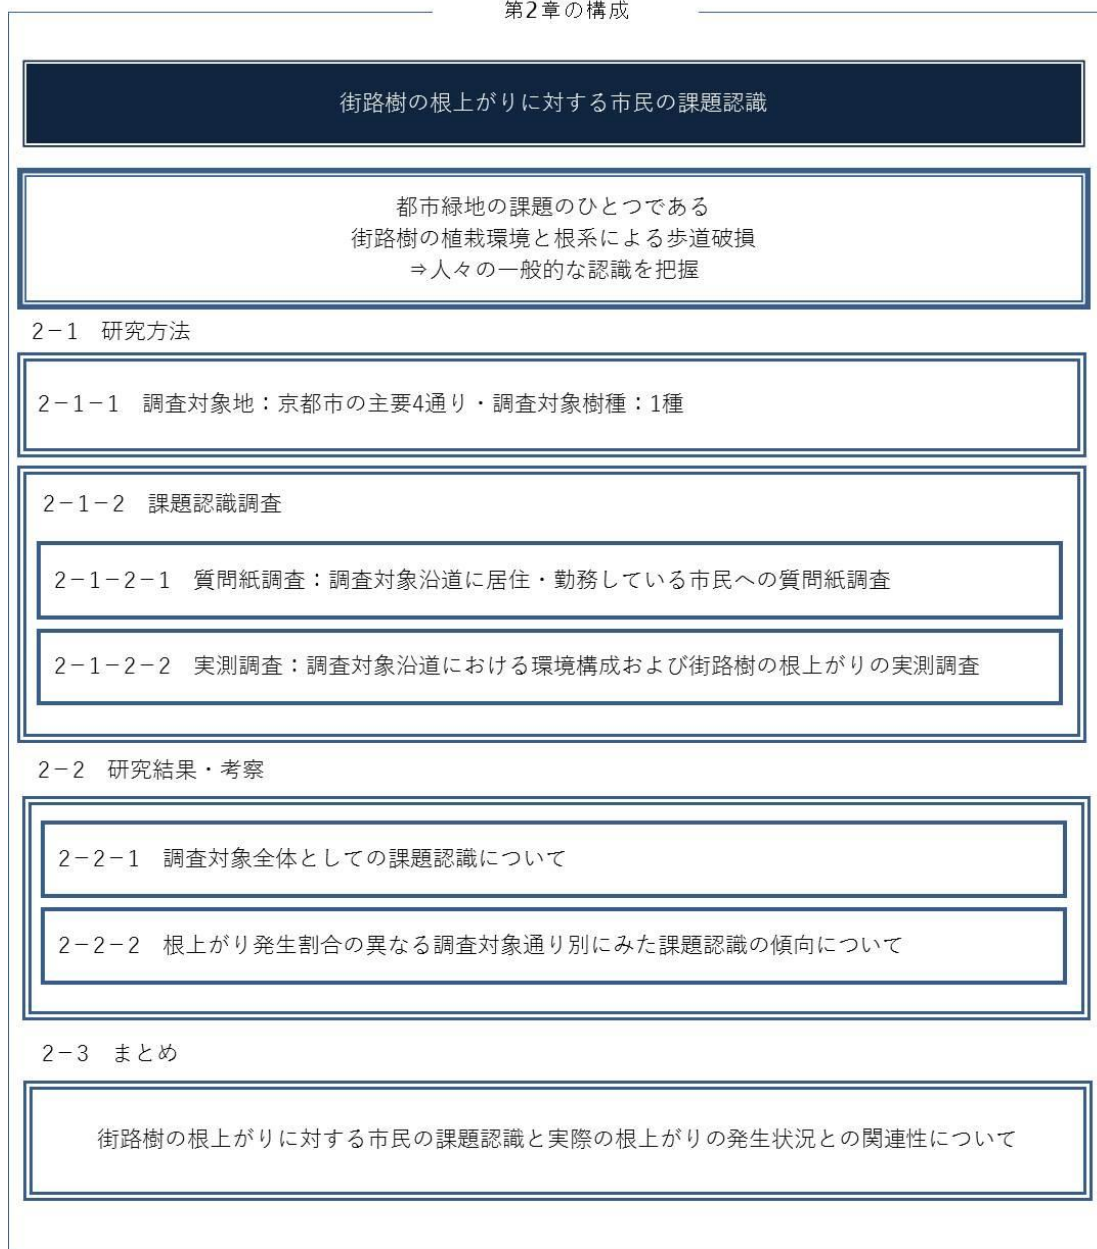 第2章の構成
街路樹の根上がりに対する市民の課題認識
都市緑地の課題のひとつである
街路樹の植栽環境と根系による歩道破損
⇒人々の一般的な認識を把握
2－1　研究方法
2－1－1　調査対象地：京都市の主要4通り・調査対象樹種：1種
2－1－2　課題認識調査
2－1－2－1　質問紙調査：調査対象沿道に居住・勤務している市民への質問紙調査
2－1－2－2　実測調査：調査対象沿道における環境構成および街路樹の根上がりの実測調査
2－2　研究結果・考察
2－2－1　調査対象全体としての課題認識について
2－2－2　根上がり発生割合の異なる調査対象通り別にみた課題認識の傾向について
2－3　まとめ
街路樹の根上がりに対する市民の課題認識と実際の根上がりの発生状況との関連性について